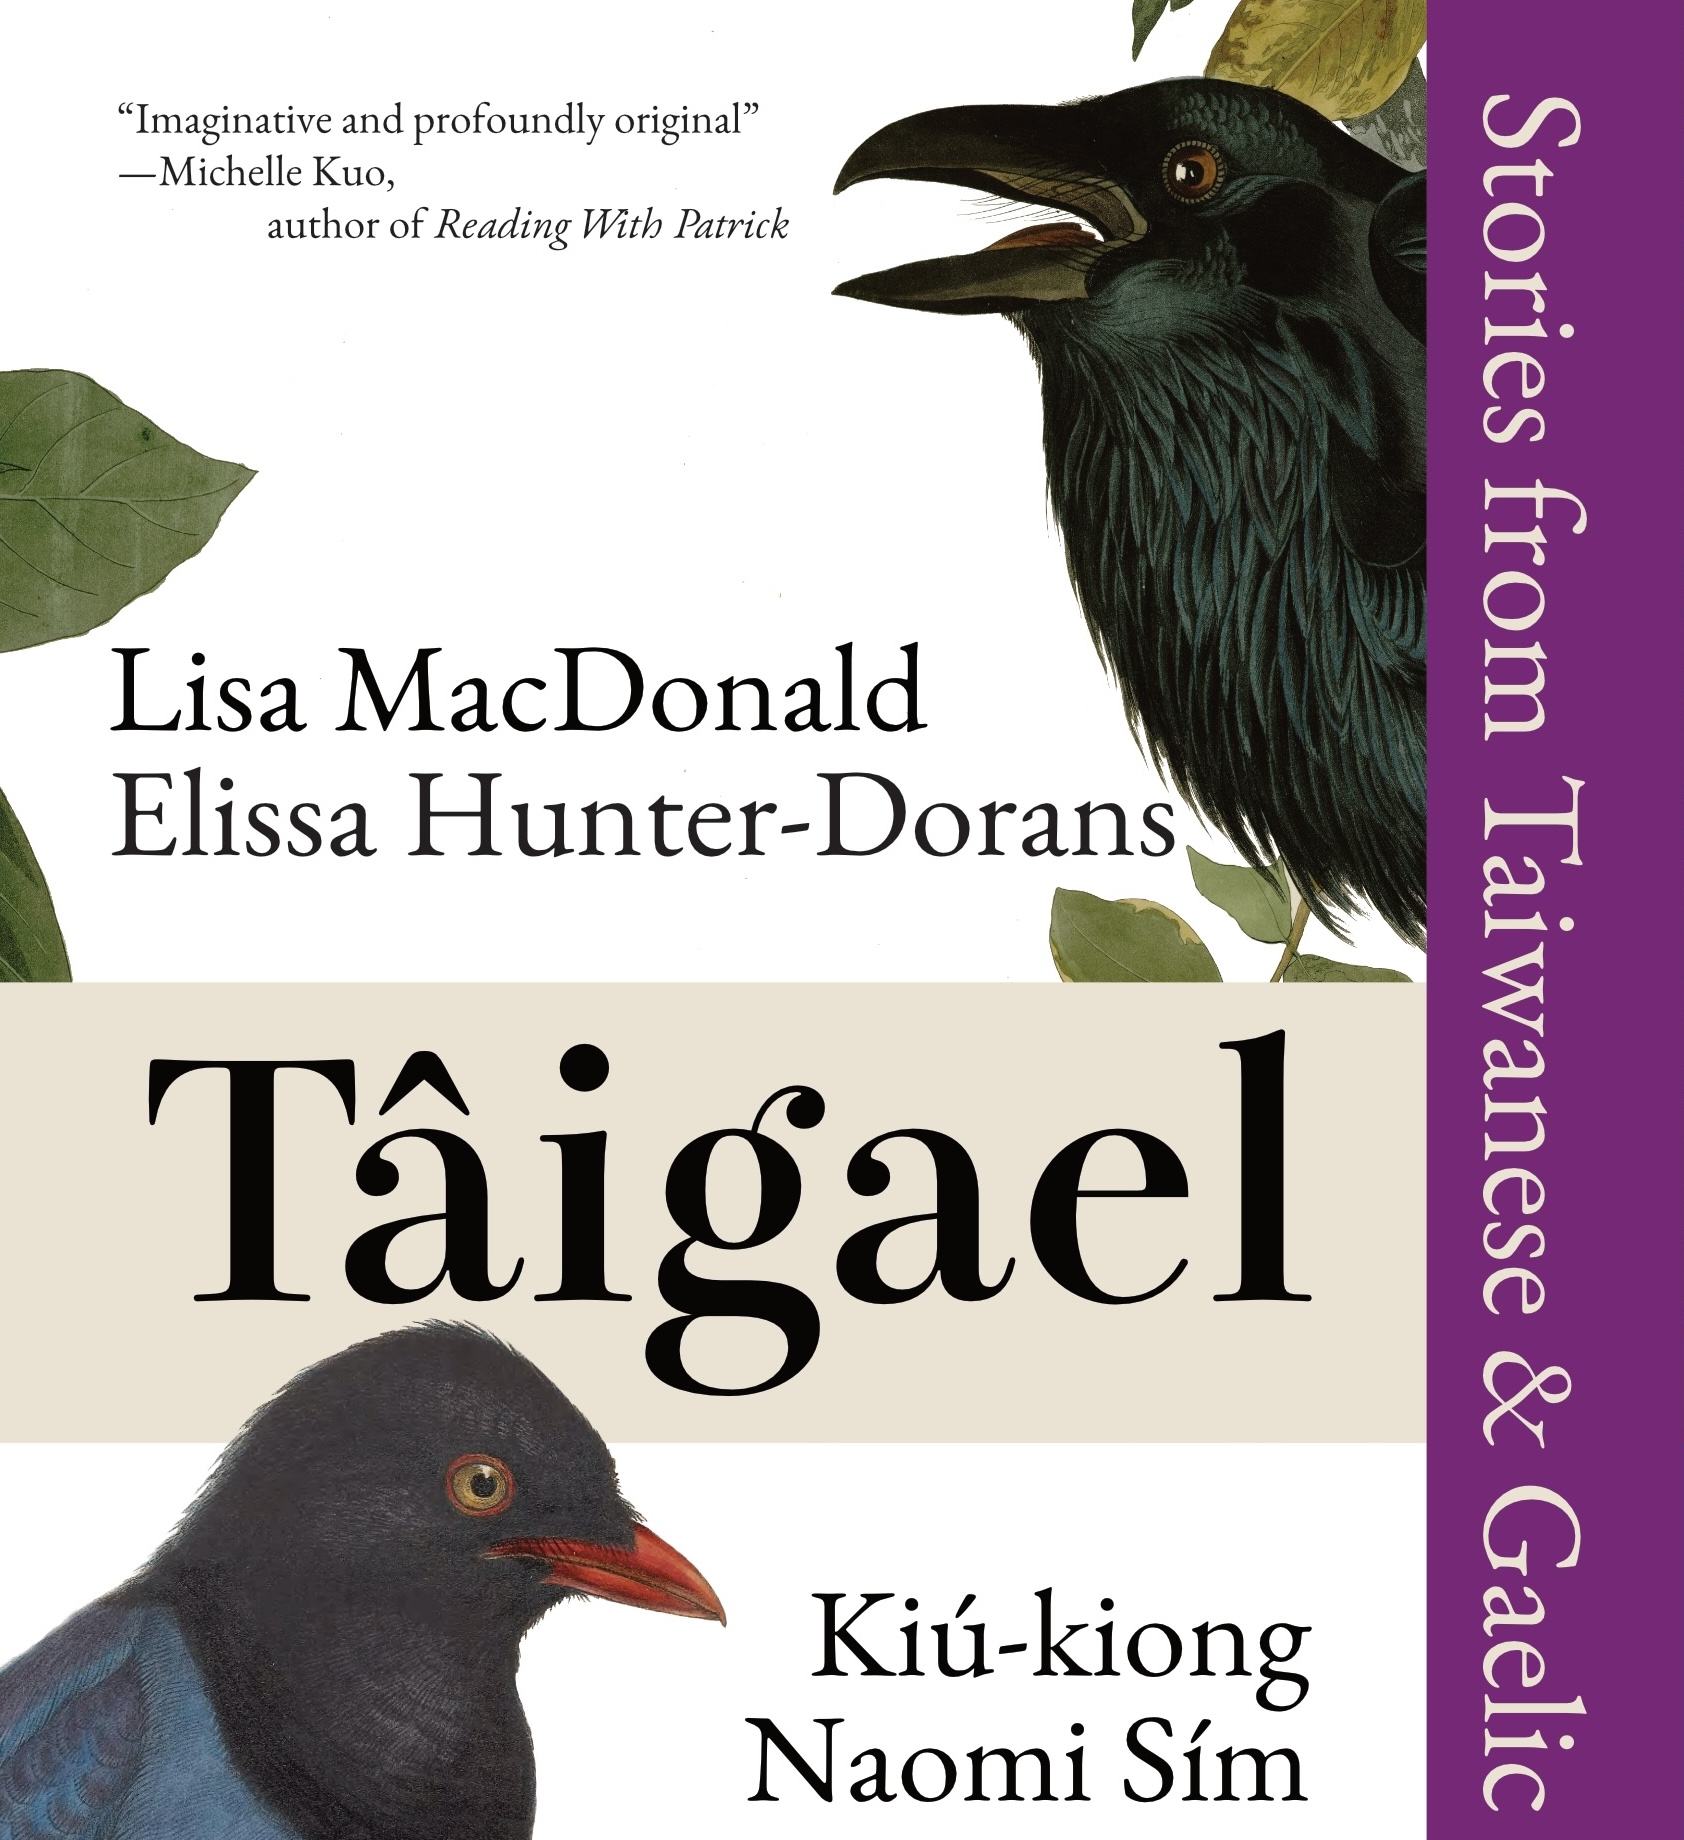 “Imaginative and profoundly original”
—Michelle Kuo,
author of Reading With Patrick
Lisa MacDonald
Elissa Hunter-Dorans
Tâigael
Kiú-kiong
Naomi Sím
Stories from Taiwanese & Gaelic